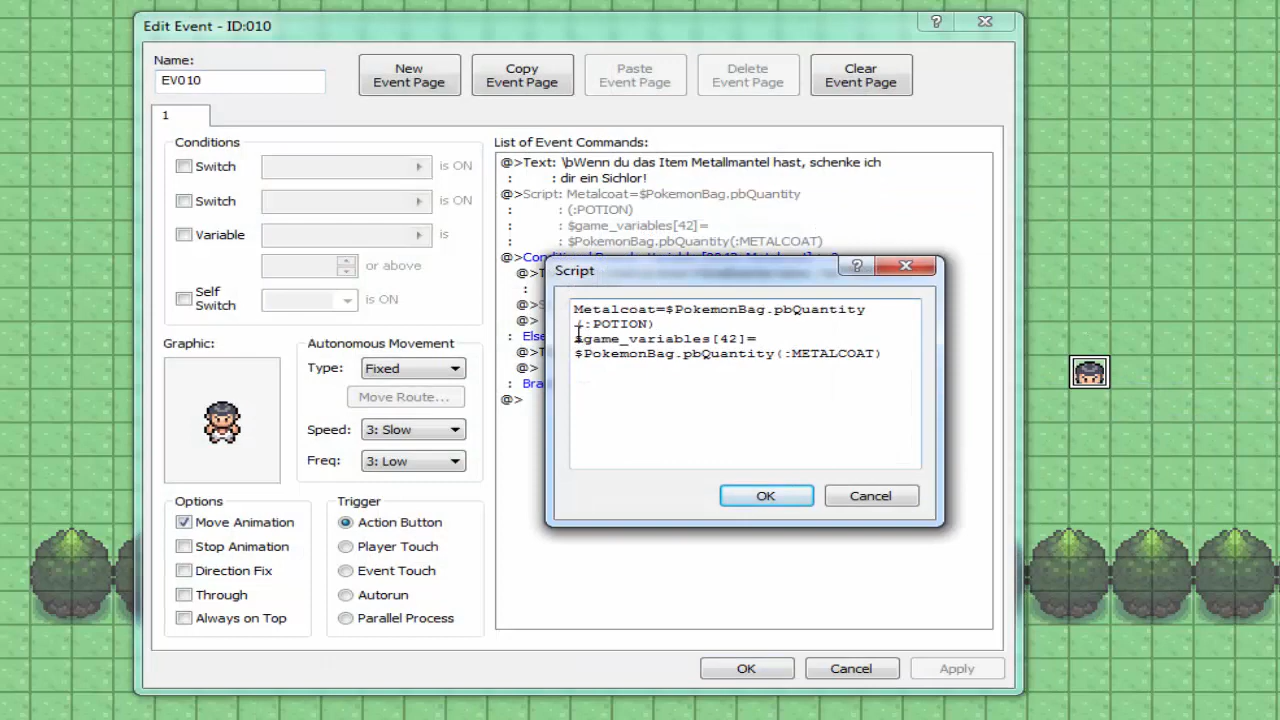 Edit Event - ID:010
?
Name:
EV010
New
Event Page
Copy
Event Page
Paste
Event Page
Delete
Event Page
Clear
Event Page
1
Conditions
Switch
is ON
Switch
is ON
Variable
is
or above
Self
Switch
is ON
Graphic:
Autonomous Movement
Type:
Fixed
Move Route...
Speed:
3: Slow
Freq:
3: Low
Options
Move Animation
Stop Animation
Direction Fix
Through
Always on Top
Trigger
Action Button
Player Touch
Event Touch
Autorun
Parallel Process
List of Event Commands:
@>Text: \bWenn du das Item Metallmantel hast, schenke ich
: : dir ein Sichlor!
@>Script: Metalcoat=$PokemonBag.pbQuantity
: : (:POTION)
: : $game_variables[42]=
: : $PokemonBag.pbQuantity(:METALCOAT)
@>
@>
:
@>
@>
: Else
@>
@>
: Bra
@>
Script
?
Metalcoat=$PokemonBag.pbQuantity
(:POTION)
$game_variables[42]=
$PokemonBag.pbQuantity(:METALCOAT)
OK
Cancel
OK
Cancel
Apply